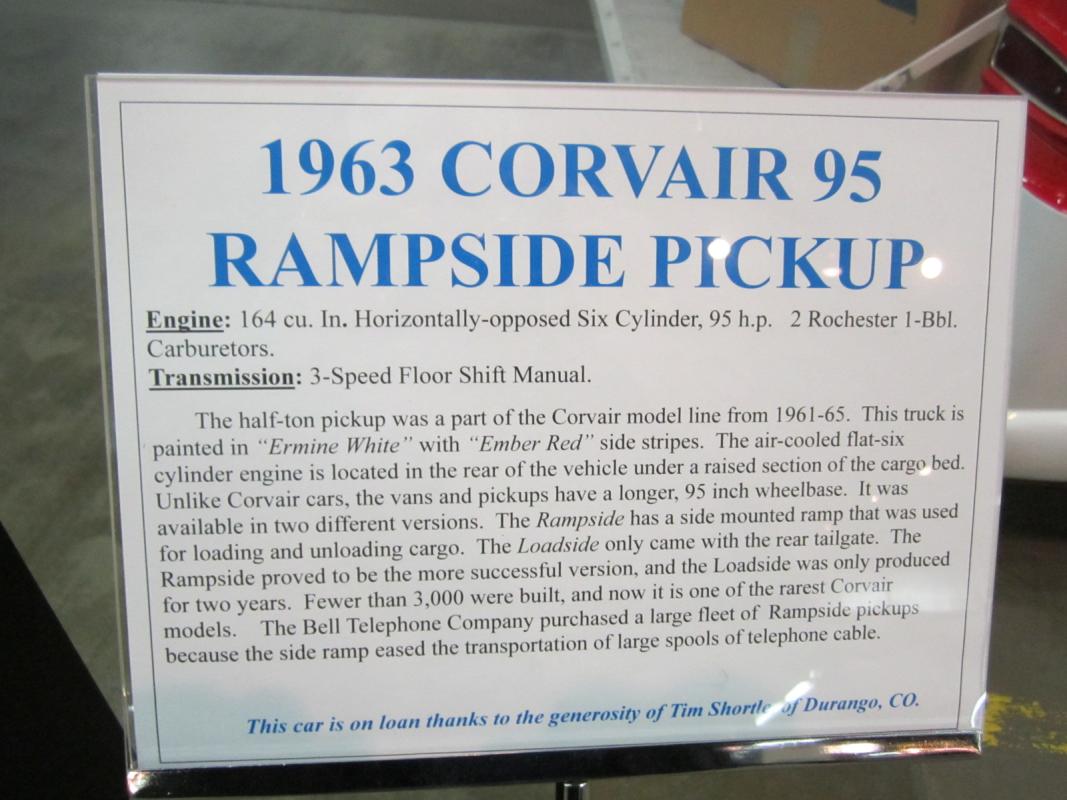 1963 CORVAIR 95
RAMPSIDE PICKUP
Engine: 164 cu. In. Horizontally-opposed Six Cylinder, 95 h.p. 2 Rochester 1-Bbl.
Carburetors.
Transmission: 3-Speed Floor Shift Manual.
The half-ton pickup was a part of the Corvair model line from 1961-65. This truck is
painted in “Ermine White” with “Ember Red” side stripes. The air-cooled flat-six
cylinder engine is located in the rear of the vehicle under a raised section of the cargo bed.
Unlike Corvair cars, the vans and pickups have a longer, 95 inch wheelbase. It was
available in two different versions. The Rampside has a side mounted ramp that was used
for loading and unloading cargo. The Loadside only came with the rear tailgate. The
Rampside proved to be the more successful version, and the Loadside was only produced
for two years. Fewer than 3,000 were built, and now it is one of the rarest Corvair
models. The Bell Telephone Company purchased a large fleet of Rampside pickups
because the side ramp eased the transportation of large spools of telephone cable.
This car is on loan thanks to the generosity of Tim Shortle of Durango, CO.